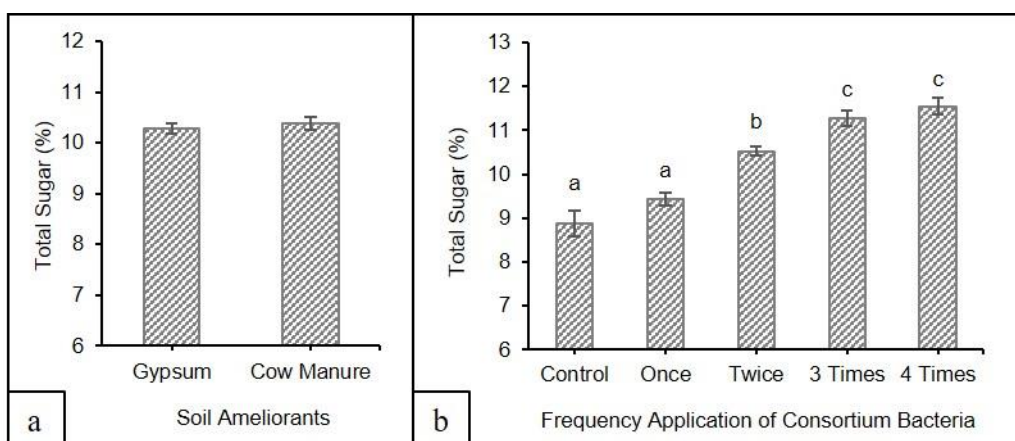 Total Sugar (%)
12
11
10
9
8
7
6
Gypsum Cow Manure
Soil Ameliorants
a
Total Sugar (%)
13
12
11
10
9
8
7
6
a a b c c
Control Once Twice 3 Times 4 Times
Frequency Application of Consortium Bacteria
b